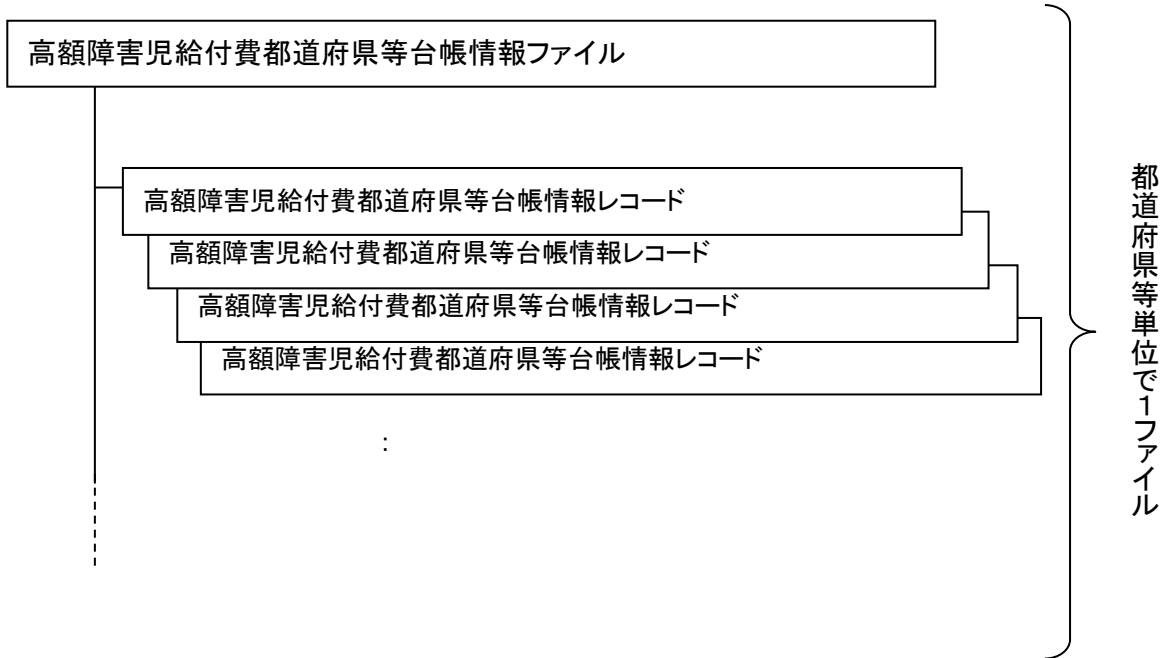 高額障害児給付費都道府県等台帳情報ファイル
高額障害児給付費都道府県等台帳情報レコード
高額障害児給付費都道府県等台帳情報レコード
高額障害児給付費都道府県等台帳情報レコード
高額障害児給付費都道府県等台帳情報レコード
:
都道府県等単位で1ファイル